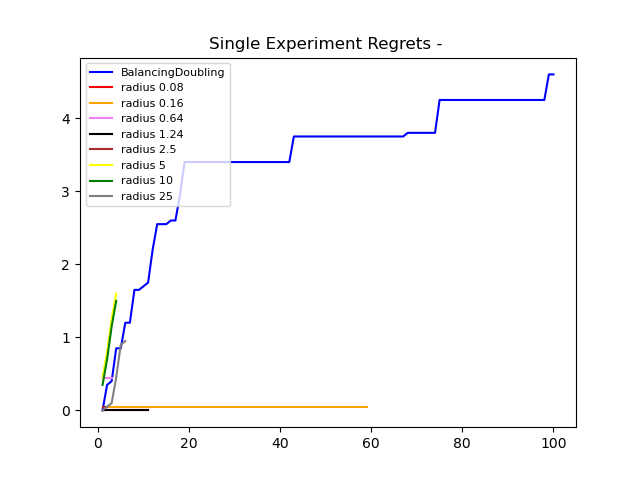 Single Experiment Regrets -
BalancingDoubling
radius 0.08
radius 0.16
radius 0.64
radius 1.24
radius 2.5
radius 5
radius 10
radius 25
4
3
2
1
0
0 20 40 60 80 100